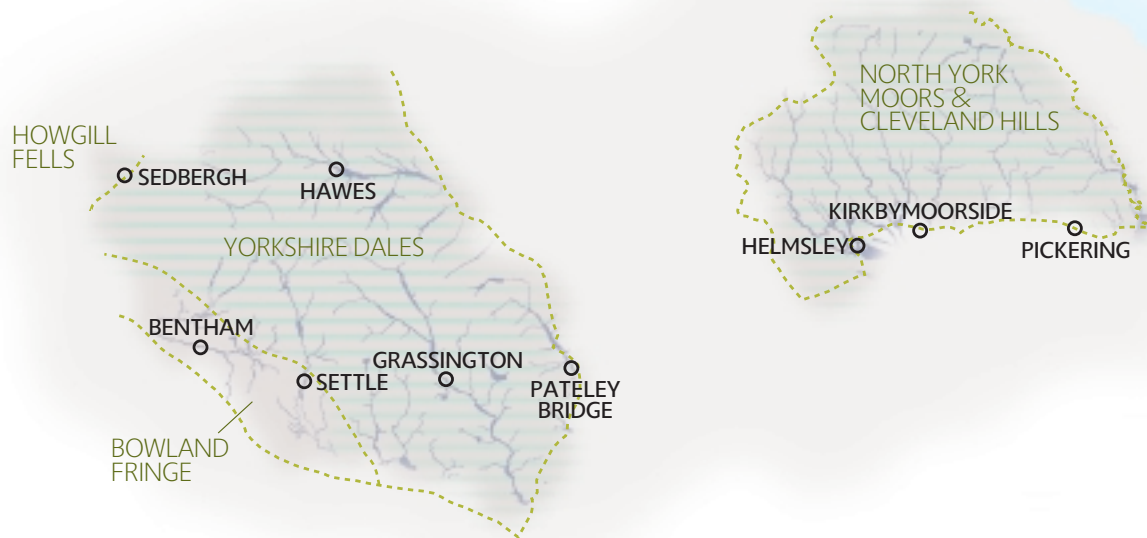 NORTH YORK
MOORS &
CLEVELAND HILLS
HOWGILL
FELLS
SEDBERGH
HAWES
KIRKBYMOORSIDE
HELMSLEY
PICKERING
YORKSHIRE DALES
BENTHAM
GRASSINGTON
SETTLE
PATELEY
BRIDGE
BOWLAND
FRINGE